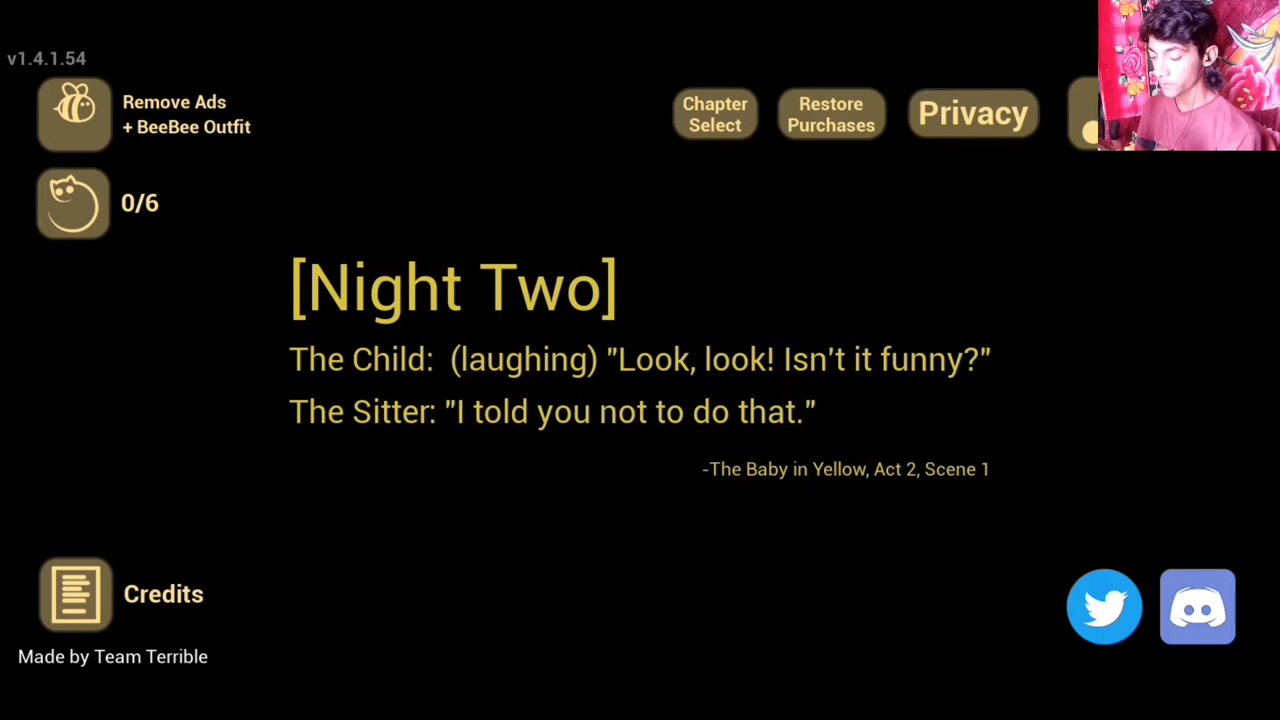 v1.4.1.54
Remove Ads
+ BeeBee Outfit
Chapter
Select
Restore
Purchases
Privacy
0/6
[Night Two]
The Child:  (laughing) "Look, look! Isn't it funny?"
The Sitter: "I told you not to do that."
-The Baby in Yellow, Act 2, Scene 1
Credits
Made by Team Terrible